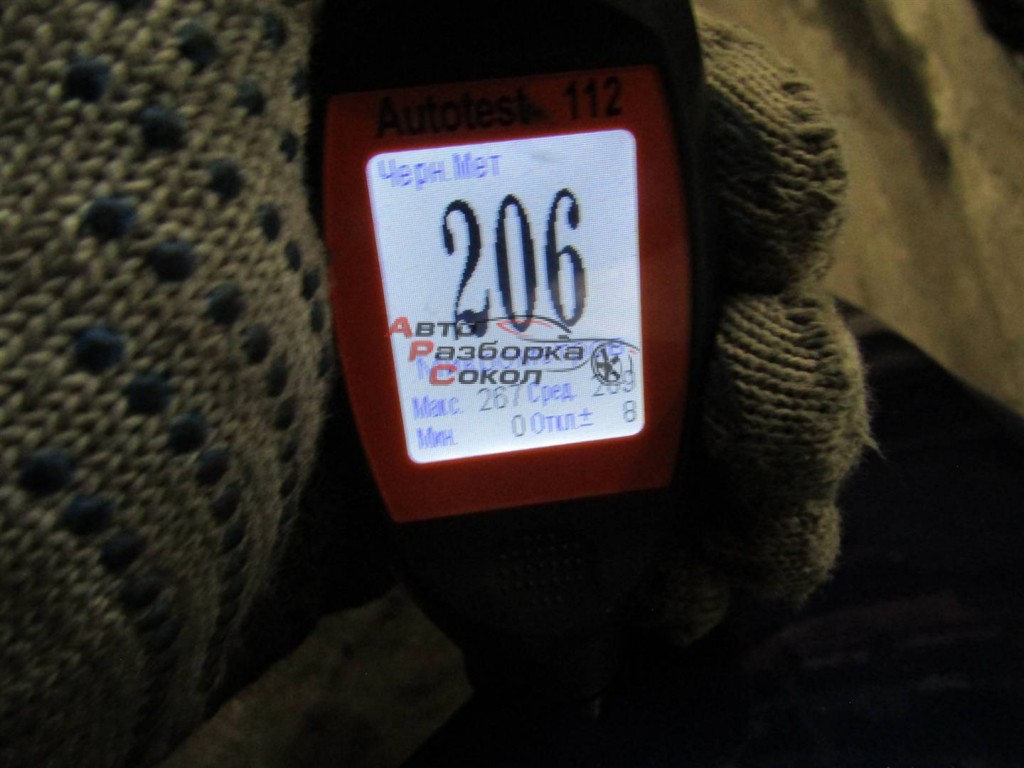 Autotest 112
Черн.Мет
206
Авто
Разборка
Сокол
Макс. 267 Сред.
Мин. 0 Откл± 8